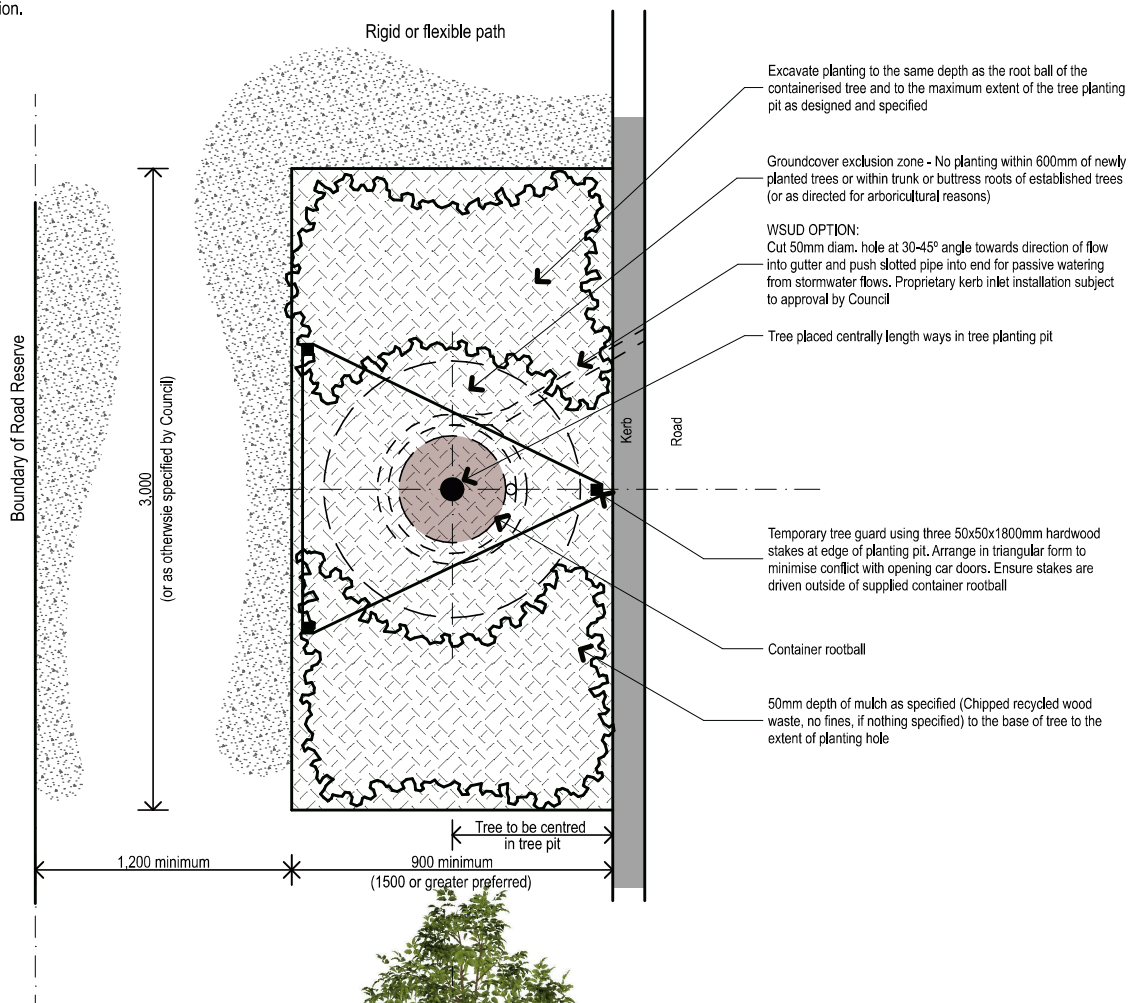 ion.
Rigid or flexible path
Excavate planting to the same depth as the root ball of the
containerised tree and to the maximum extent of the tree planting
pit as designed and specified
Groundcover exclusion zone - No planting within 600mm of newly
planted trees or within trunk or buttress roots of established trees
(or as directed for arboricultural reasons)
WSUD OPTION:
Cut 50mm diam. hole at 30-45º angle towards direction of flow
into gutter and push slotted pipe into end for passive watering
from stormwater flows. Proprietary kerb inlet installation subject
to approval by Council
Tree placed centrally length ways in tree planting pit
Boundary of Road Reserve
3,000
(or as otherwsie specified by Council)
Kerb
Road
Temporary tree guard using three 50x50x1800mm hardwood
stakes at edge of planting pit. Arrange in triangular form to
minimise conflict with opening car doors. Ensure stakes are
driven outside of supplied container rootball
Container rootball
50mm depth of mulch as specified (Chipped recycled wood
waste, no fines, if nothing specified) to the base of tree to the
extent of planting hole
Tree to be centred
in tree pit
1,200 minimum
900 minimum
(1500 or greater preferred)